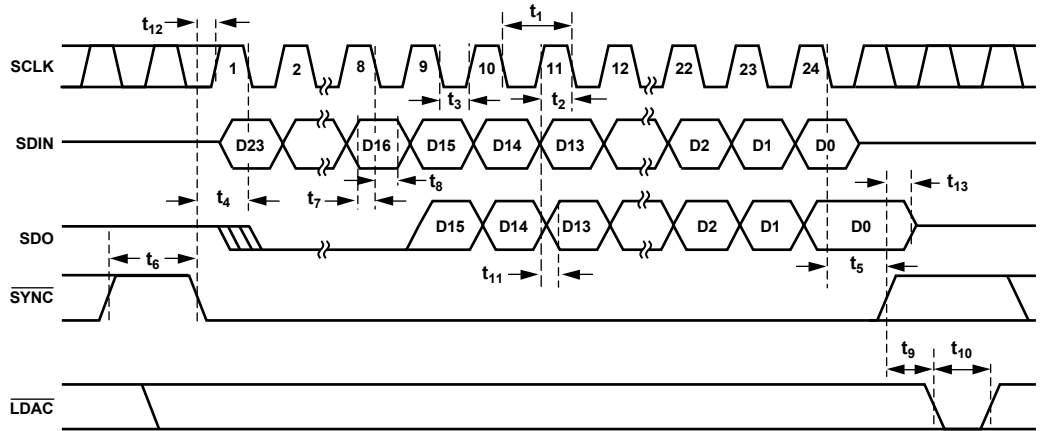 t12 t1
SCLK 1 2 8 9 10 11 12 22 23 24
t3 t2
SDIN D23 D16 D15 D14 D13 D2 D1 D0
t4 t7 t8 t13
SDO D15 D14 D13 D2 D1 D0
t6 t11 t5
SYNC
t9 t10
LDAC